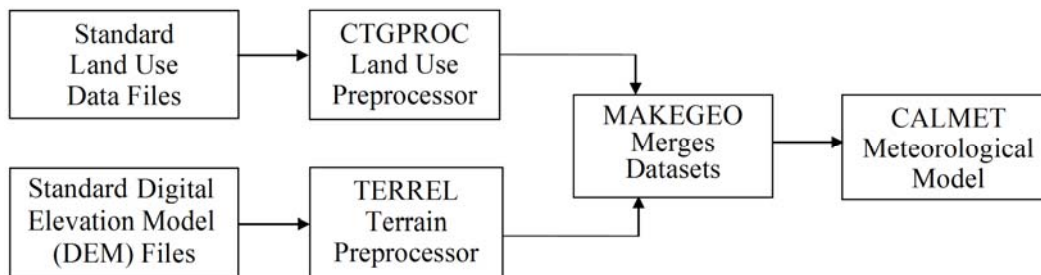 Standard
Land Use
Data Files
CTGPROC
Land Use
Preprocessor
MAKEGEO
Merges
Datasets
CALMET
Meteorological
Model
Standard Digital
Elevation Model
(DEM) Files
TERREL
Terrain
Preprocessor